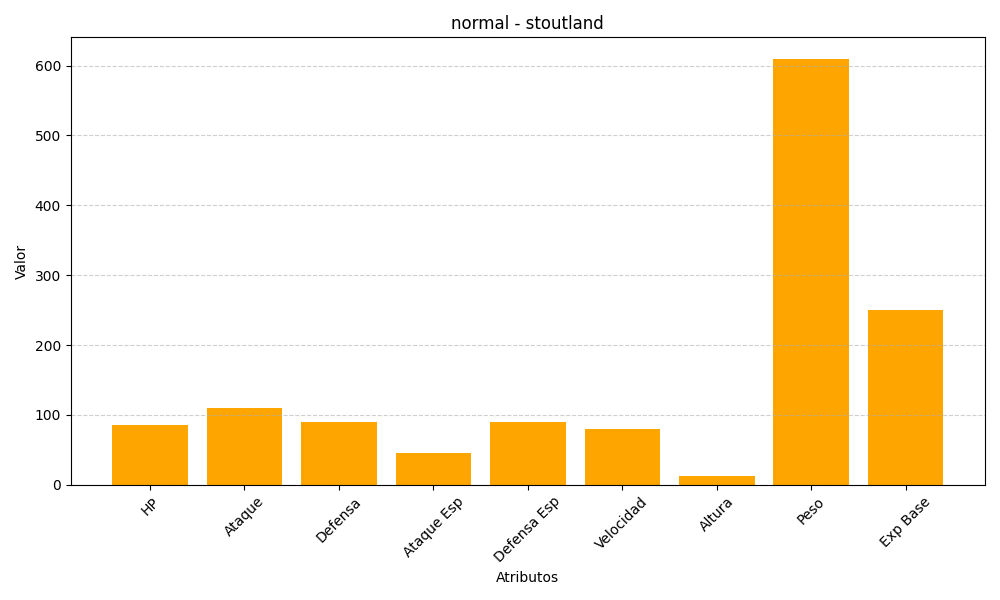 normal - stoutland
Valor
600
500
400
300
200
100
0
HP
Ataque
Defensa
Ataque Esp
Defensa Esp
Velocidad
Altura
Peso
Exp Base
Atributos